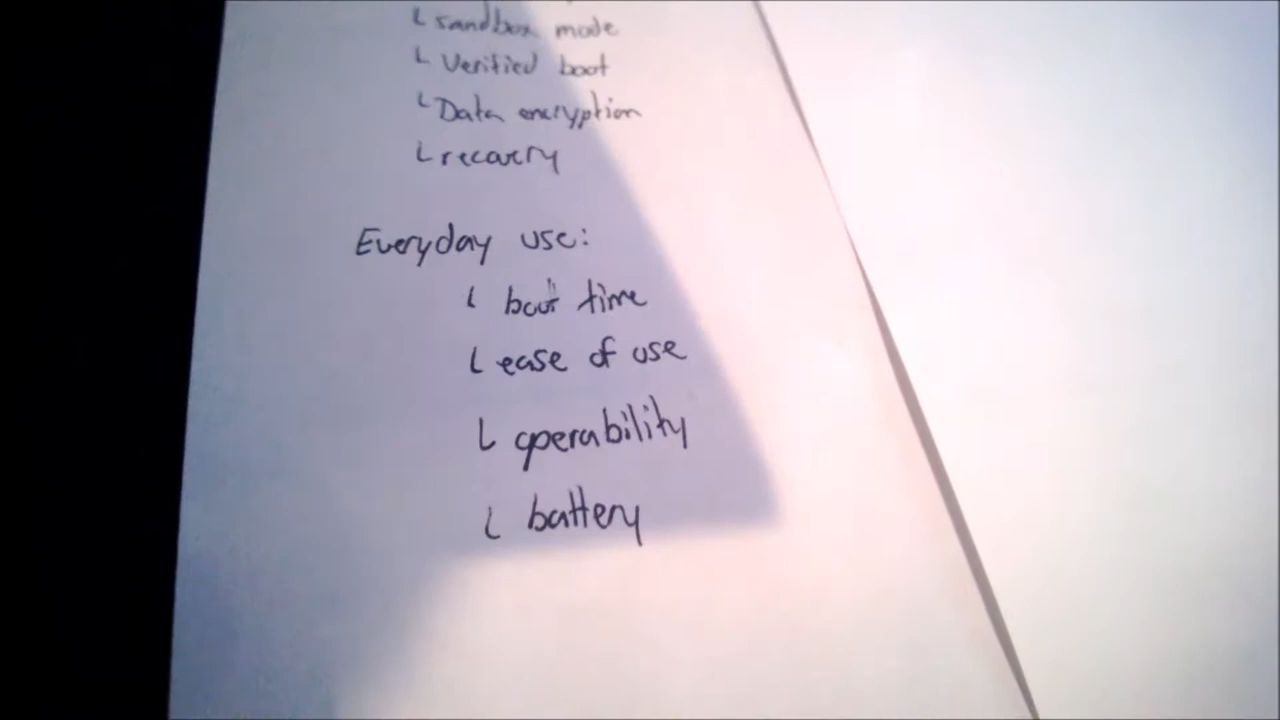 sandbox mode
Verified boot
Data encryption
recovery
Everyday use:
boot time
ease of use
operability
battery